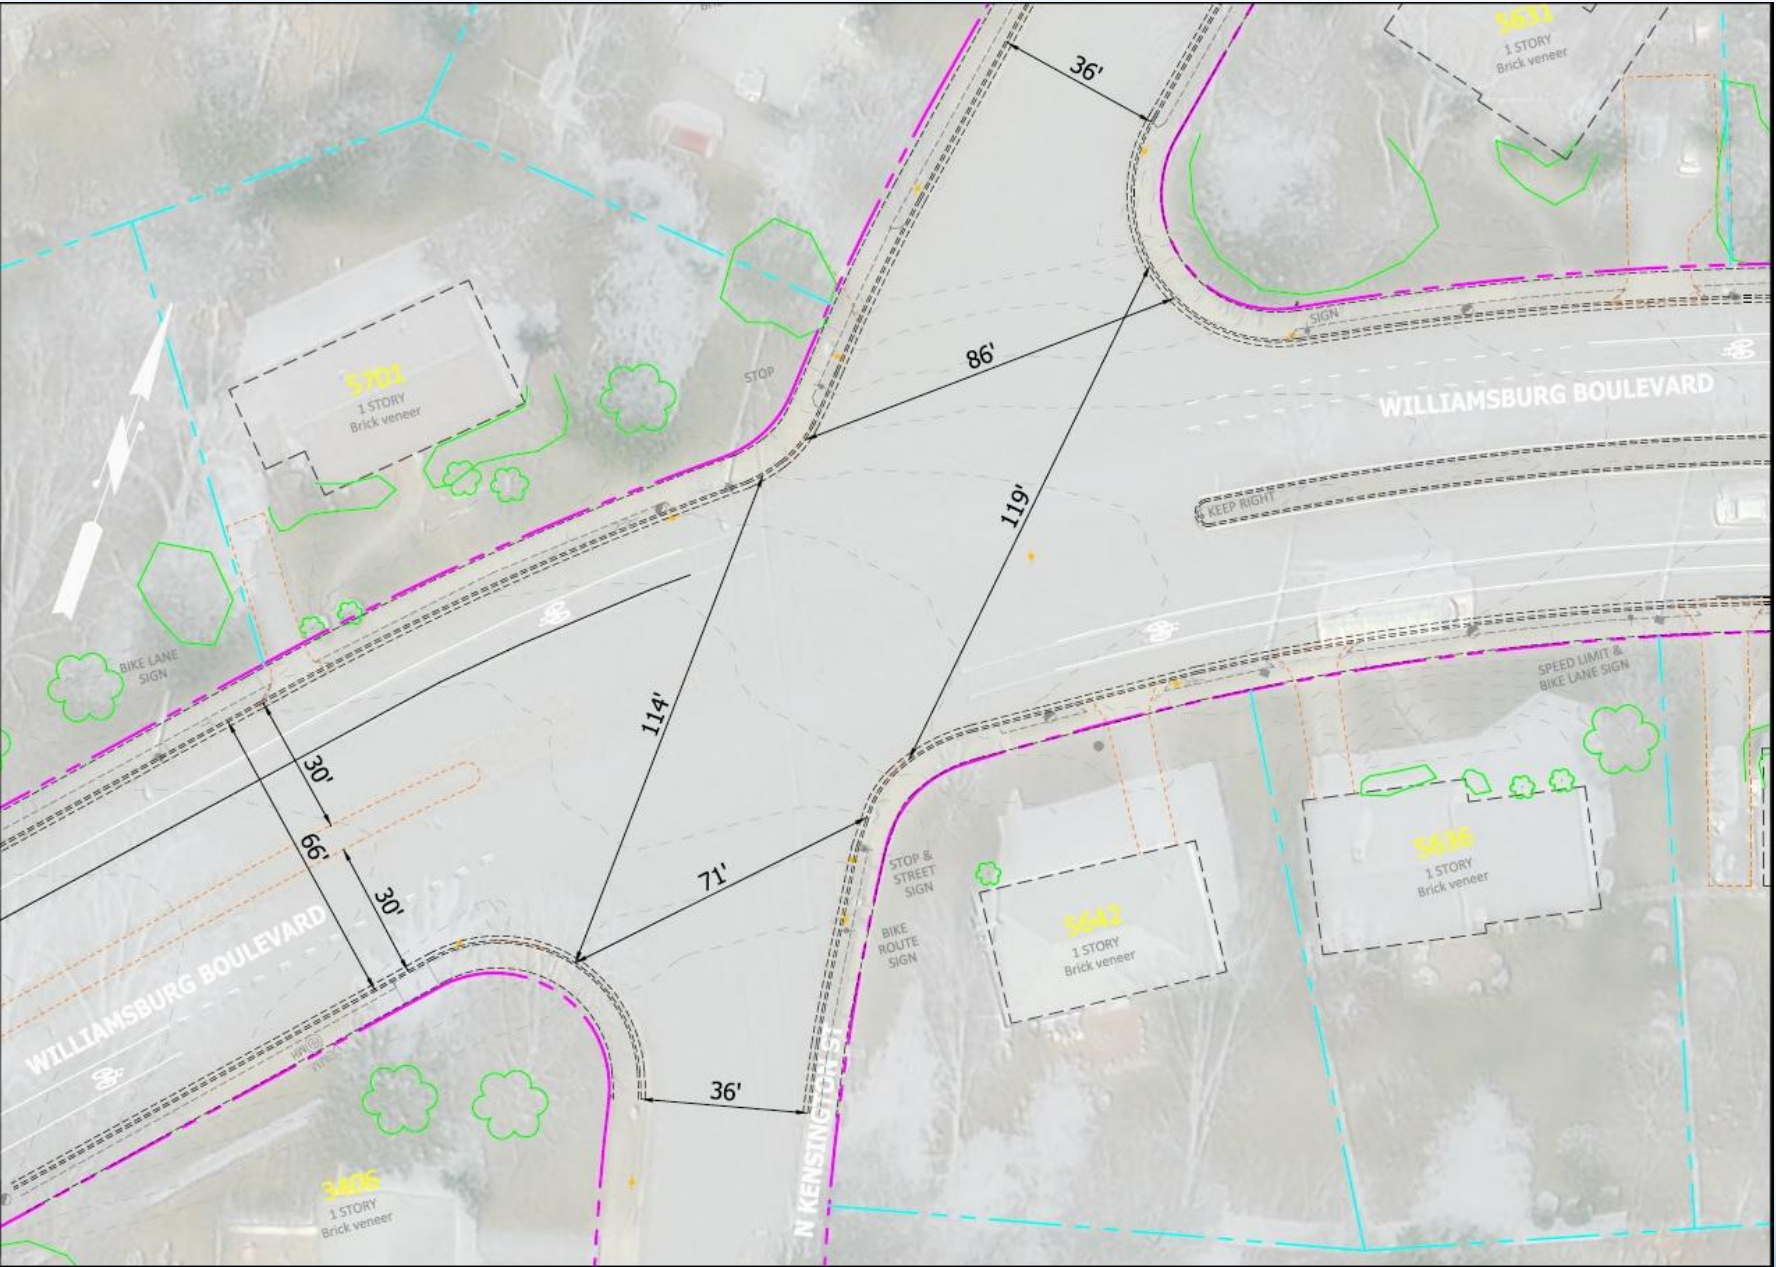 5631
1 STORY
Brick veneer
36'
SIGN
86'
STOP
5701
1 STORY
Brick veneer
WILLIAMSBURG BOULEVARD
KEEP RIGHT
119'
BIKE LANE
SIGN
SPEED LIMIT &
BIKE LANE SIGN
114'
30'
66'
30'
71'
STOP &
STREET
SIGN
BIKE
ROUTE
SIGN
5642
1 STORY
Brick veneer
5636
1 STORY
Brick veneer
WILLIAMSBURG BOULEVARD
36'
N KENSINGTON ST
3406
1 STORY
Brick veneer